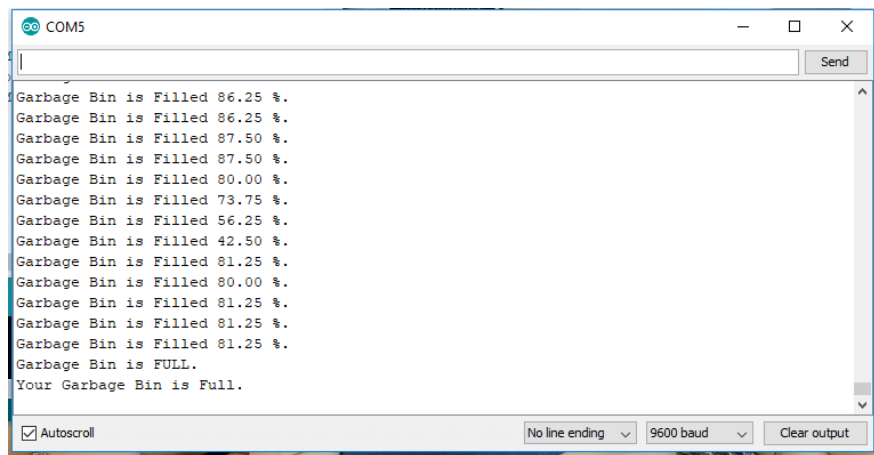 COM5
Send
Garbage Bin is Filled 86.25 %.
Garbage Bin is Filled 86.25 %.
Garbage Bin is Filled 87.50 %.
Garbage Bin is Filled 87.50 %.
Garbage Bin is Filled 80.00 %.
Garbage Bin is Filled 73.75 %.
Garbage Bin is Filled 56.25 %.
Garbage Bin is Filled 42.50 %.
Garbage Bin is Filled 81.25 %.
Garbage Bin is Filled 80.00 %.
Garbage Bin is Filled 81.25 %.
Garbage Bin is Filled 81.25 %.
Garbage Bin is Filled 81.25 %.
Garbage Bin is FULL.
Your Garbage Bin is Full.
Autoscroll No line ending 9600 baud Clear output